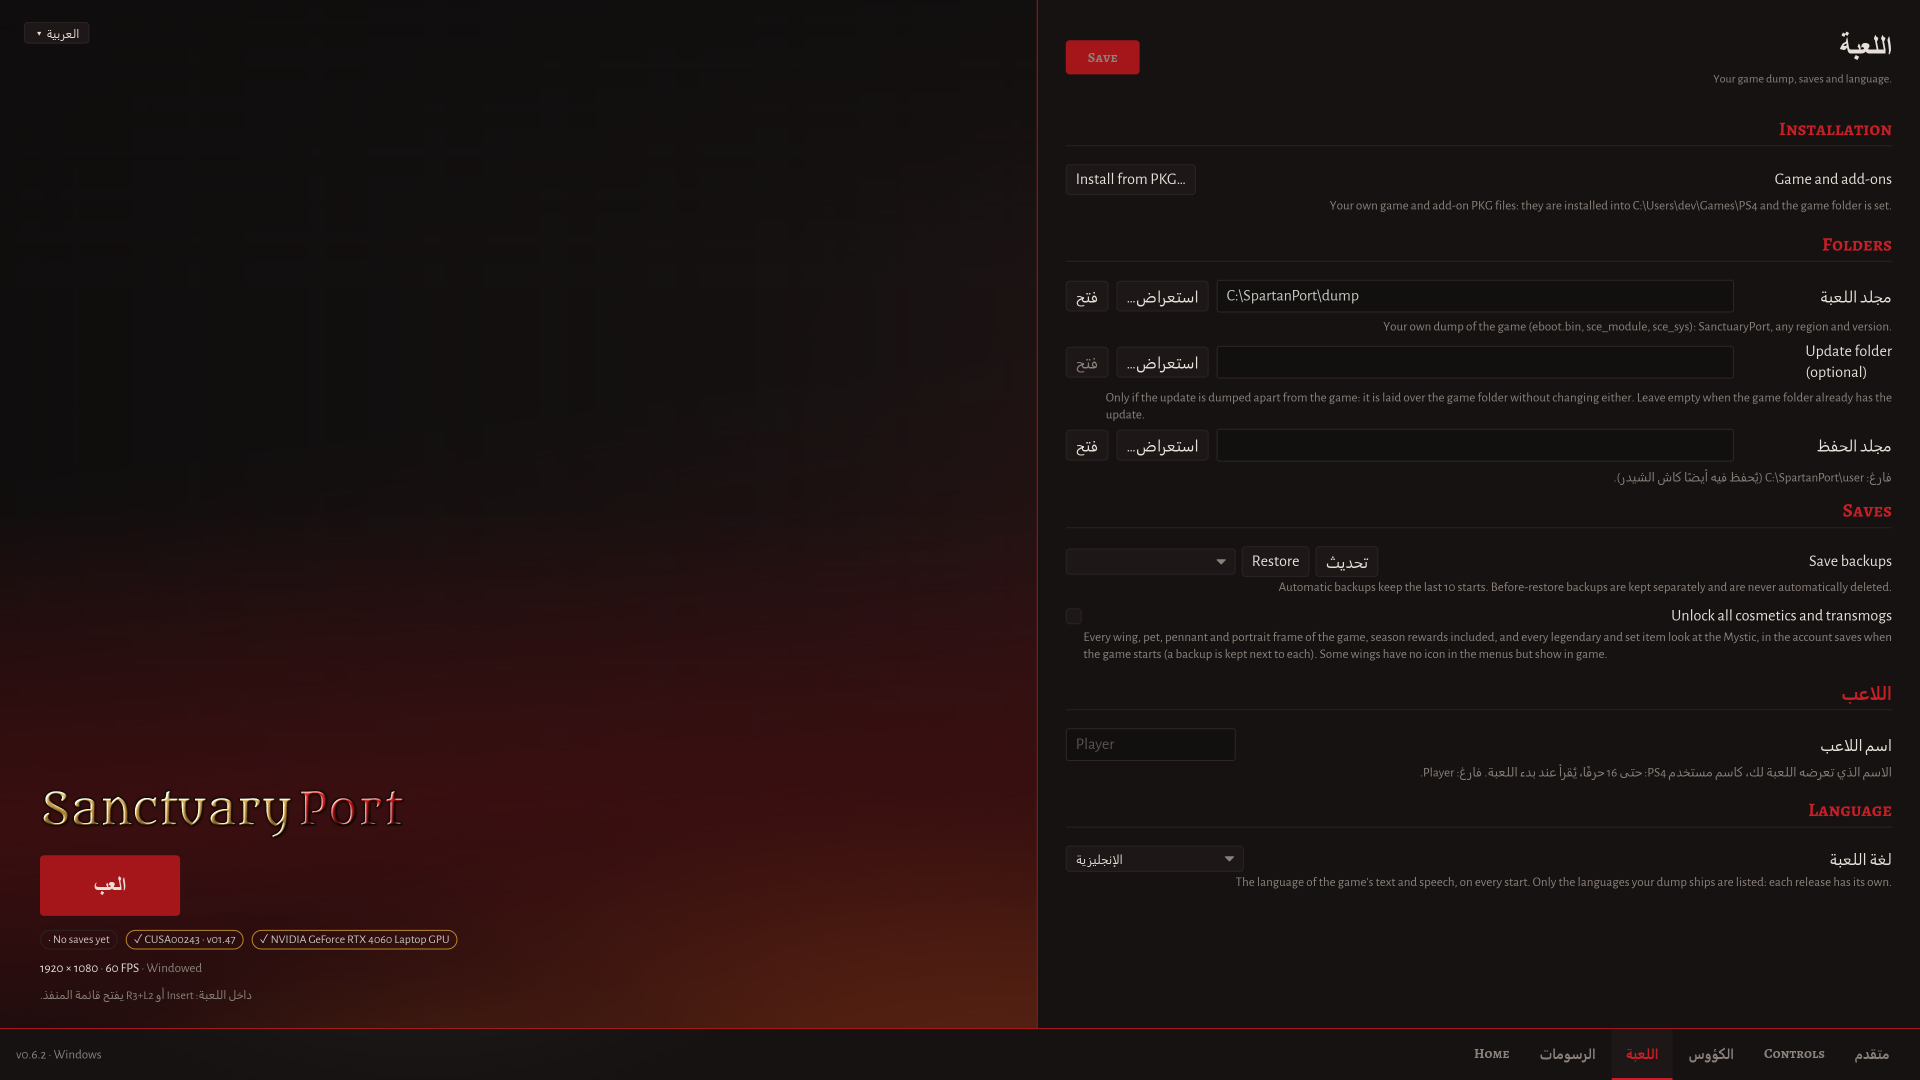 العربية ▾
Save
اللعبة
Your game dump, saves and language.
Installation
Game and add-ons
Install from PKG...
Your own game and add-on PKG files: they are installed into C:\Users\dev\Games\PS4 and the game folder is set.
Folders
مجلد اللعبة
C:\SpartanPort\dump
استعراض...
فتح
Your own dump of the game (eboot.bin, sce_module, sce_sys): SanctuaryPort, any region and version.
Update folder
(optional)
استعراض...
فتح
Only if the update is dumped apart from the game: it is laid over the game folder without changing either. Leave empty when the game folder already has the
update.
مجلد الحفظ
استعراض...
فتح
فارغ: C:\SpartanPort\user (يُحفظ فيه أيضًا كاش الشيدر).
Saves
Save backups
تحديث
Restore
Automatic backups keep the last 10 starts. Before-restore backups are kept separately and are never automatically deleted.
Unlock all cosmetics and transmogs
Every wing, pet, pennant and portrait frame of the game, season rewards included, and every legendary and set item look at the Mystic, in the account saves when
the game starts (a backup is kept next to each). Some wings have no icon in the menus but show in game.
اللاعب
اسم اللاعب
Player
الاسم الذي تعرضه اللعبة لك، كاسم مستخدم PS4: حتى 16 حرفًا، يُقرأ عند بدء اللعبة. فارغ: Player.
Language
لغة اللعبة
الإنجليزية
The language of the game's text and speech, on every start. Only the languages your dump ships are listed: each release has its own.
Sanctuary Port
العب
· No saves yet
✓ CUSA00243 · v01.47
✓ NVIDIA GeForce RTX 4060 Laptop GPU
1920 × 1080 · 60 FPS · Windowed
داخل اللعبة: Insert أو R3+L2 يفتح قائمة المنفذ.
v0.6.2 · Windows
Home
الرسومات
اللعبة
الكؤوس
Controls
متقدم